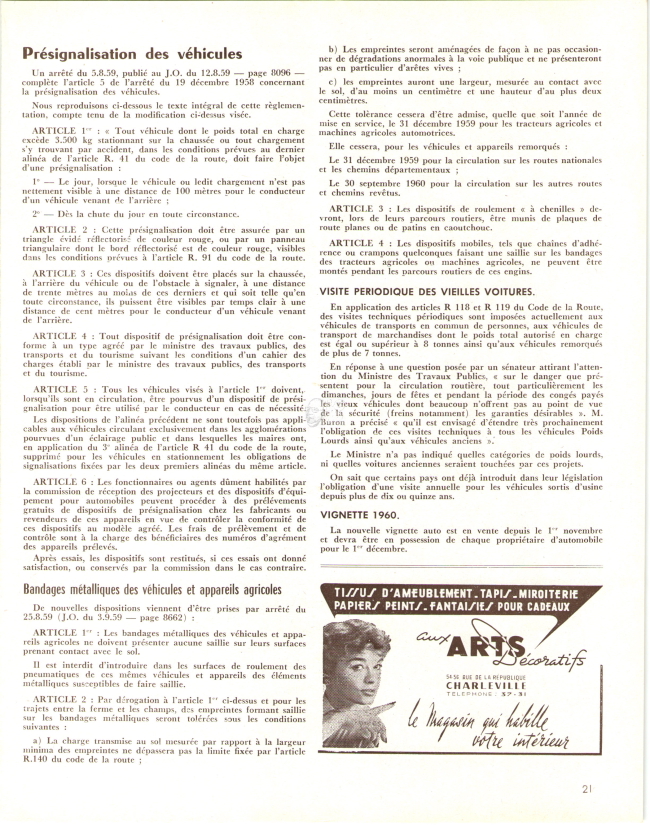 Présignalisation des véhicules
Un arrêté du 5.8.59, publié au J.O. du 12.8.59 — page 8096 —
complète l'article 5 de l'arrêté du 19 décembre 1958 concernant
la présignalisation des véhicules.
Nous reproduisons ci-dessous le texte intégral de cette réglemen-
tation, compte tenu de la modification ci-dessus visée.
ARTICLE 1er : « Tout véhicule dont le poids total en charge
excède 3.500 kg stationnant sur la chaussée ou tout chargement
s'y trouvant par accident, dans les conditions prévues au dernier
alinéa de l'article R. 41 du code de la route, doit faire l'objet
d'une présignalisation :
1° — Le jour, lorsque le véhicule ou ledit chargement n'est pas
nettement visible à une distance de 100 mètres pour le conducteur
d'un véhicule venant de l'arrière ;
2° — Dès la chute du jour en toute circonstance.
ARTICLE 2 : Cette présignalisation doit être assurée par un
triangle évidé réflectorisé de couleur rouge, ou par un panneau
triangulaire dont le bord réflectorisé est de couleur rouge, visibles
dans les conditions prévues à l'article R. 91 du code de la route.
ARTICLE 3 : Ces dispositifs doivent être placés sur la chaussée,
à l'arrière du véhicule ou de l'obstacle à signaler, à une distance
de trente mètres au moins de ces derniers et qui soit telle qu'en
toute circonstance, ils puissent être visibles par temps clair à une
distance de cent mètres pour le conducteur d'un véhicule venant
de l'arrière.
ARTICLE 4 : Tout dispositif de présignalisation doit être con-
forme à un type agréé par le ministre des travaux publics, des
transports et du tourisme suivant les conditions d'un cahier des
charges établi par le ministre des travaux publics, des transports
et du tourisme.
ARTICLE 5 : Tous les véhicules visés à l'article 1er doivent,
lorsqu'ils sont en circulation, être pourvus d'un dispositif de prési-
gnalisation pour être utilisé par le conducteur en cas de nécessité.
Les dispositions de l'alinéa précédent ne sont toutefois pas appli-
cables aux véhicules circulant exclusivement dans les agglomérations
pourvues d'un éclairage public et dans lesquelles les maires ont,
en application du 3e alinéa de l'article R 41 du code de la route,
supprimé pour les véhicules en stationnement les obligations de
signalisations fixées par les deux premiers alinéas du même article.
ARTICLE 6 : Les fonctionnaires ou agents dûment habilités par
la commission de réception des projecteurs et des dispositifs d'équi-
pement pour automobiles peuvent procéder à des prélèvements
gratuits de dispositifs de présignalisation chez les fabricants ou
revendeurs de ces appareils en vue de contrôler la conformité de
ces dispositifs au modèle agréé. Les frais de prélèvement et de
contrôle sont à la charge des bénéficiaires des numéros d'agrément
des appareils prélevés.
Après essais, les dispositifs sont restitués, si ces essais ont donné
satisfaction, ou conservés par la commission dans le cas contraire.
Bandages métalliques des véhicules et appareils agricoles
De nouvelles dispositions viennent d'être prises par arrêté du
25.8.59 (J.O. du 3.9.59 — page 8662) :
ARTICLE 1er : Les bandages métalliques des véhicules et appa-
reils agricoles ne doivent présenter aucune saillie sur leurs surfaces
prenant contact avec le sol.
Il est interdit d'introduire dans les surfaces de roulement des
pneumatiques de ces mêmes véhicules et appareils des éléments
métalliques susceptibles de faire saillie.
ARTICLE 2 : Par dérogation à l'article 1er ci-dessus et pour les
trajets entre la ferme et les champs, des empreintes formant saillie
sur les bandages métalliques seront tolérées sous les conditions
suivantes :
a) La charge transmise au sol mesurée par rapport à la largeur
minima des empreintes ne dépassera pas la limite fixée par l'article
R.140 du code de la route ;
b) Les empreintes seront aménagées de façon à ne pas occasion-
ner de dégradations anormales à la voie publique et ne présenteront
pas en particulier d'arêtes vives ;
c) les empreintes auront une largeur, mesurée au contact avec
le sol, d'au moins un centimètre et une hauteur d'au plus deux
centimètres.
Cette tolérance cessera d'être admise, quelle que soit l'année de
mise en service, le 31 décembre 1959 pour les tracteurs agricoles et
machines agricoles automotrices.
Elle cessera, pour les véhicules et appareils remorqués :
Le 31 décembre 1959 pour la circulation sur les routes nationales
et les chemins départementaux ;
Le 30 septembre 1960 pour la circulation sur les autres routes
et chemins revêtus.
ARTICLE 3 : Les dispositifs de roulement « à chenilles » de-
vront, lors de leurs parcours routiers, être munis de plaques de
route planes ou de patins en caoutchouc.
ARTICLE 4 : Les dispositifs mobiles, tels que chaînes d'adhé-
rence ou crampons quelconques faisant une saillie sur les bandages
des tracteurs agricoles ou machines agricoles, ne peuvent être
montés pendant les parcours routiers de ces engins.
VISITE PERIODIQUE DES VIEILLES VOITURES.
En application des articles R 118 et R 119 du Code de la Route,
des visites techniques périodiques sont imposées actuellement aux
véhicules de transports en commun de personnes, aux véhicules de
transport de marchandises dont le poids total autorisé en charge
est égal ou supérieur à 8 tonnes ainsi qu'aux véhicules remorqués
de plus de 7 tonnes.
En réponse à une question posée par un sénateur attirant l'atten-
tion du Ministre des Travaux Publics, « sur le danger que pré-
sentent pour la circulation routière, tout particulièrement les
dimanches, jours de fêtes et pendant la période des congés payés
les vieux véhicules dont beaucoup n'offrent pas au point de vue
de la sécurité (freins notamment) les garanties désirables ». M.
Buron a précisé « qu'il est envisagé d'étendre très prochainement
l'obligation de ces visites techniques à tous les véhicules Poids
Lourds ainsi qu'aux véhicules anciens ».
Le Ministre n'a pas indiqué quelles catégories de poids lourds,
ni quelles voitures anciennes seraient touchées par ces projets.
On sait que certains pays ont déjà introduit dans leur législation
l'obligation d'une visite annuelle pour les véhicules sortis d'usine
depuis plus de dix ou quinze ans.
VIGNETTE 1960.
La nouvelle vignette auto est en vente depuis le 1er novembre
et devra être en possession de chaque propriétaire d'automobile
pour le 1er décembre.
TISSUS D'AMEUBLEMENT-TAPIS-MIROITERIE
PAPIERS PEINTS-FANTAISIES POUR CADEAUX
aux ARTS
Décoratifs
54-56 RUE DE LA REPUBLIQUE
CHARLEVILLE
TELEPHONE : 37-31
le Magasin qui habille
votre intérieur
21